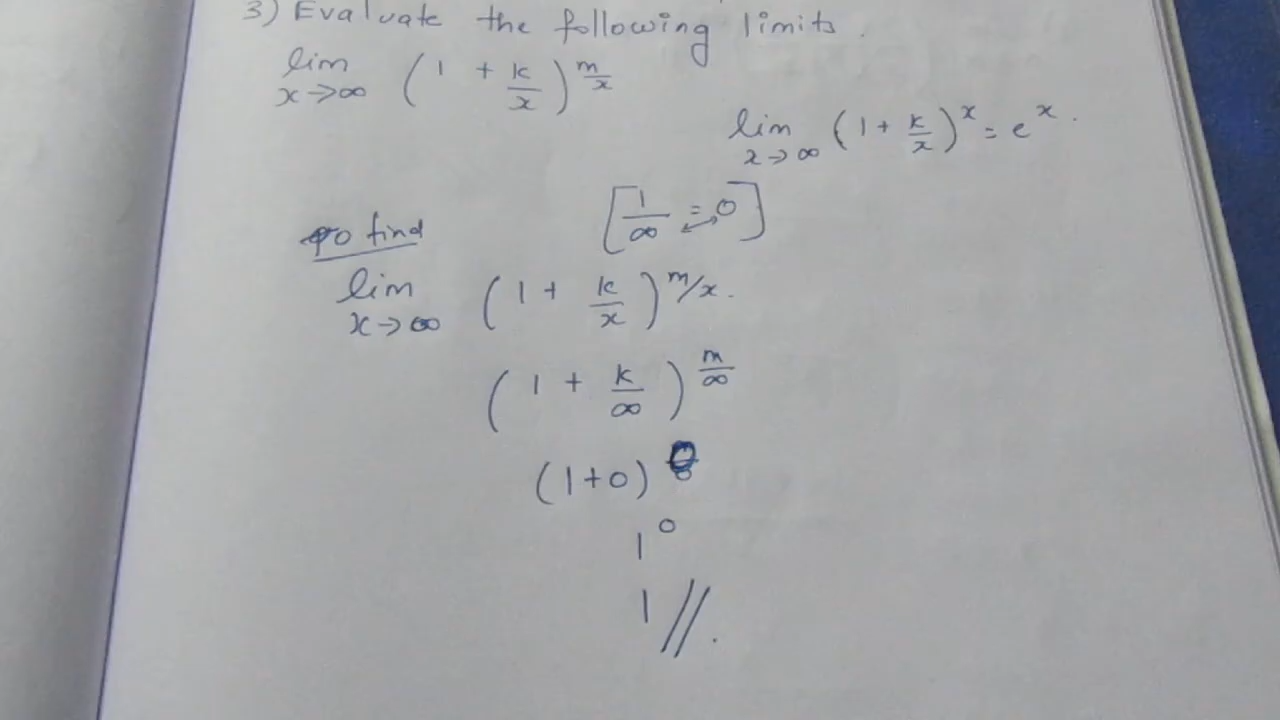 3) Evaluate the following limits.
lim x→∞ (1 + k/x)^(m/x)
lim x→∞ (1 + k/x)^x = e^x.
[1/∞ = 0]
To find
lim x→∞ (1 + k/x)^(m/x).
(1 + k/∞)^(m/∞)
(1+0)^0
1^0
1 //.